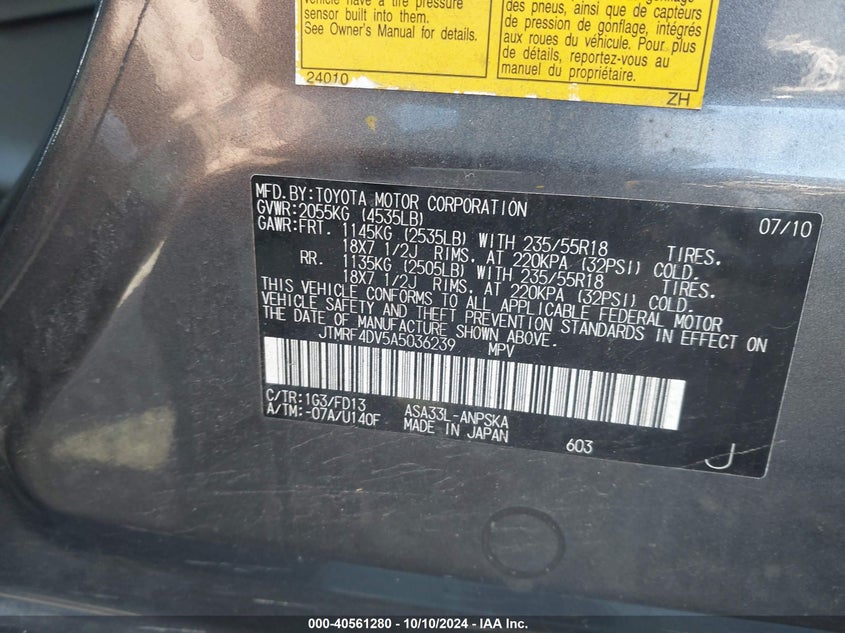 vehicle have a tire pressure
sensor built into them.
See Owner's Manual for details.
24010
des pneus, ainsi que de capteurs
de pression de gonflage, intégrés
aux roues du véhicule. Pour plus
de détails, reportez-vous au
manuel du propriétaire.
ZH
MFD. BY:TOYOTA MOTOR CORPORATION 07/10
GVWR:2055KG (4535LB)
GAWR:FRT. 1145KG (2535LB) WITH 235/55R18 TIRES.
18X7 1/2J RIMS. AT 220KPA (32PSI) COLD.
RR. 1135KG (2505LB) WITH 235/55R18 TIRES.
18X7 1/2J RIMS. AT 220KPA (32PSI) COLD.
THIS VEHICLE CONFORMS TO ALL APPLICABLE FEDERAL MOTOR
VEHICLE SAFETY AND THEFT PREVENTION STANDARDS IN EFFECT ON
THE DATE OF MANUFACTURE SHOWN ABOVE.
JTMRF4DV5A5036239 MPV
C/TR:1G3/FD13 ASA33L-ANPSKA
A/TM:-07A/U140F MADE IN JAPAN 603
J
000-40561280 - 10/10/2024 - IAA Inc.